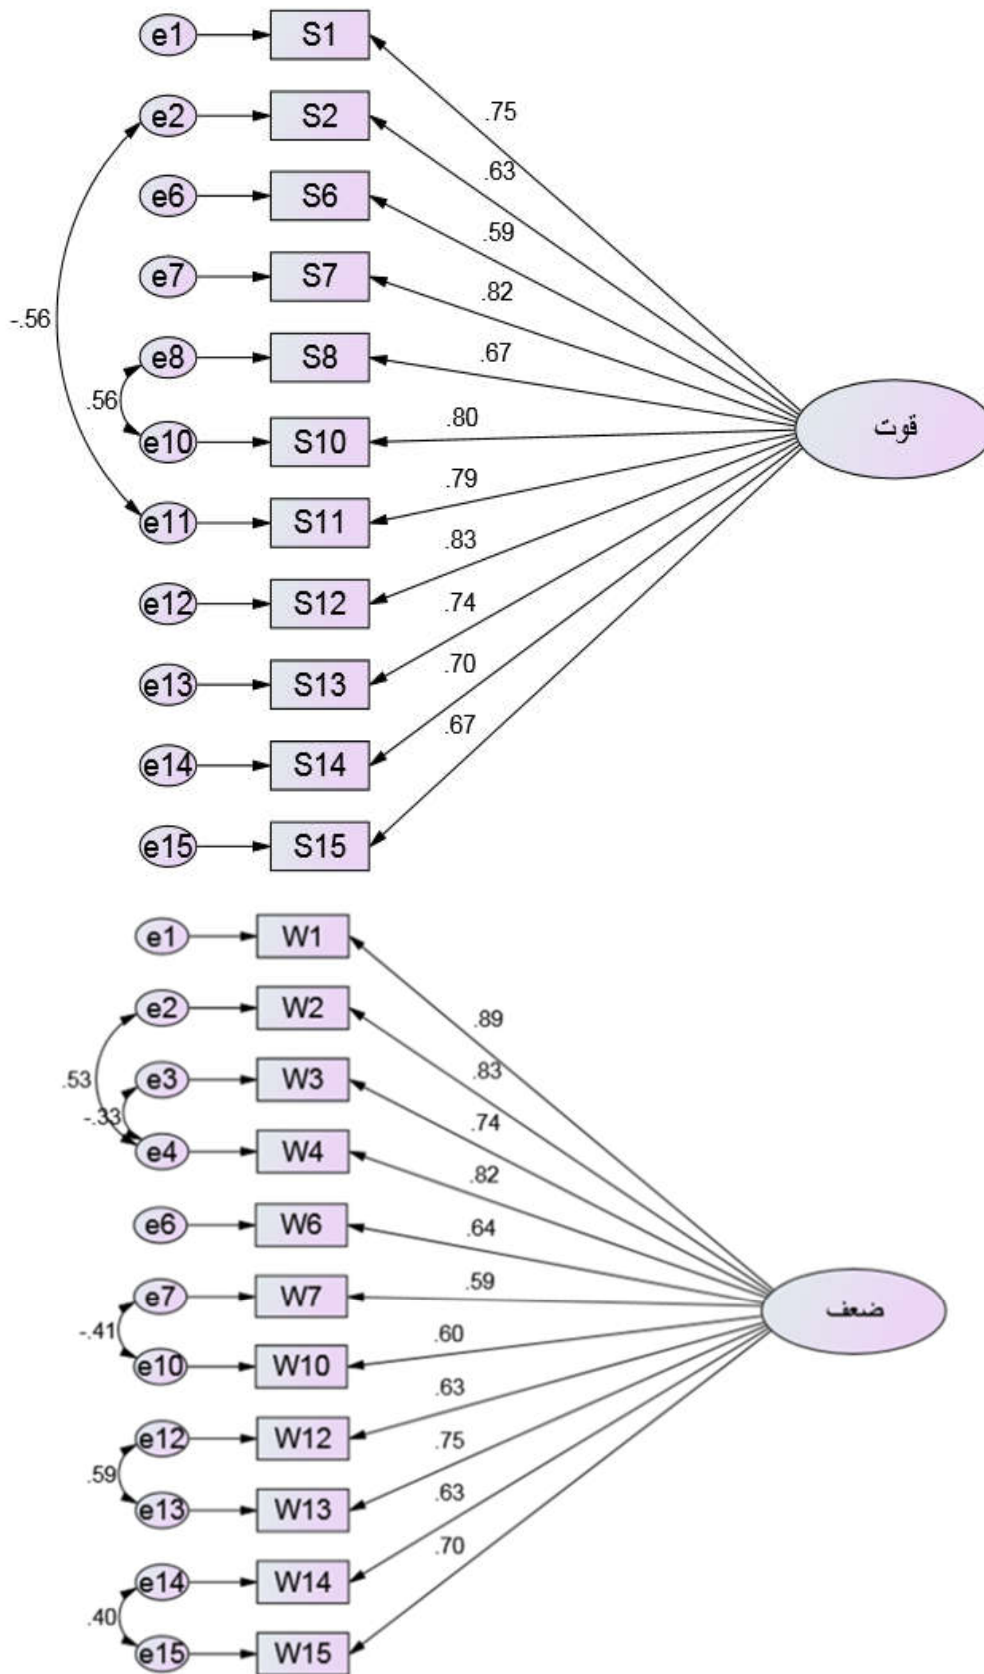 e1 S1
.75
e2 S2
.63
e6 S6
.59
e7 S7
.82
-.56
e8 S8
.67
.56
قوت
e10 S10
.80
.79
e11 S11
.83
e12 S12
.74
e13 S13
.70
e14 S14
.67
e15 S15
e1 W1
.89
e2 W2
.83
.53
e3 W3
.74
-.33
e4 W4
.82
e6 W6
.64
e7 W7
.59
ضعف
-.41
e10 W10
.60
.63
e12 W12
.75
.59
e13 W13
.63
e14 W14
.70
.40
e15 W15